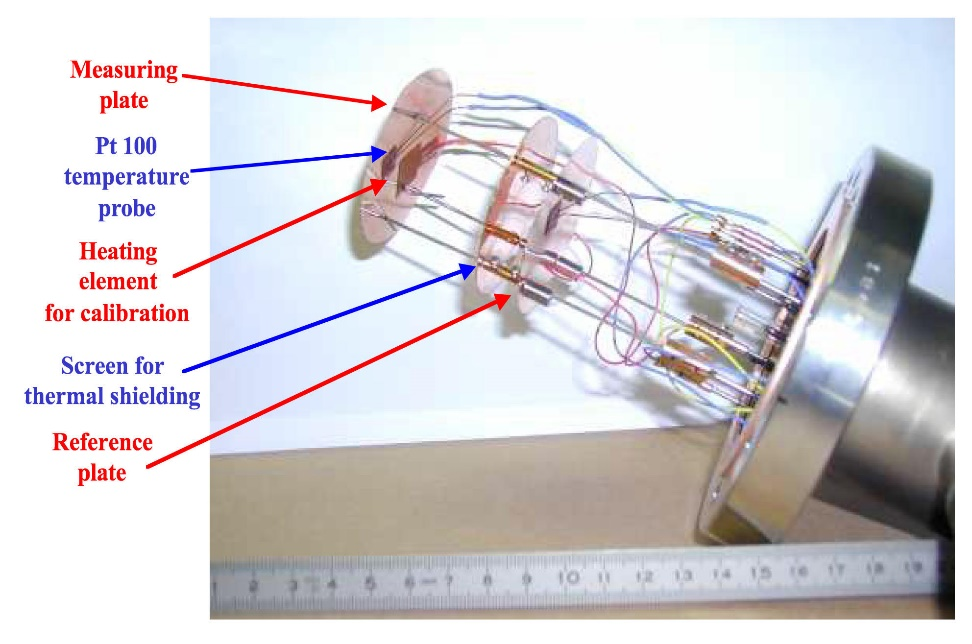 Measuring
plate
Pt 100
temperature
probe
Heating
element
for calibration
Screen for
thermal shielding
Reference
plate
1 2 3 4 5 6 7 8 9 10 11 12 13 14 15 16 17 18 19